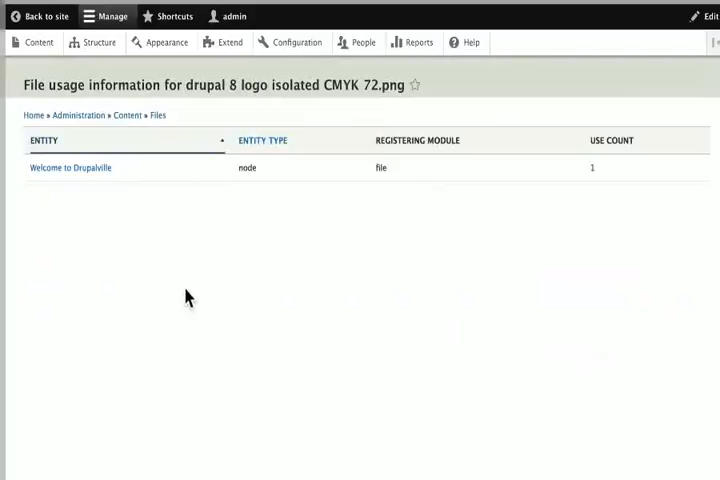 Back to site Manage Shortcuts admin Edit
Content Structure Appearance Extend Configuration People Reports Help
File usage information for drupal 8 logo isolated CMYK 72.png
Home » Administration » Content » Files
ENTITY ENTITY TYPE REGISTERING MODULE USE COUNT
Welcome to Drupalville node file 1